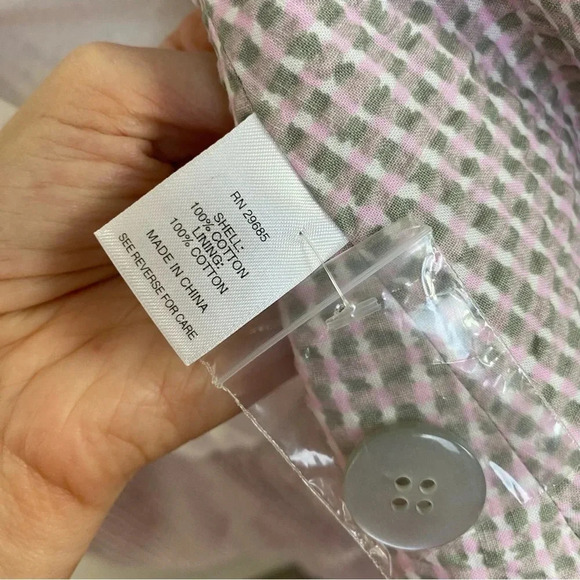 RN 29685
SHELL:
100% COTTON
LINING:
100% COTTON
MADE IN CHINA
SEE REVERSE FOR CARE